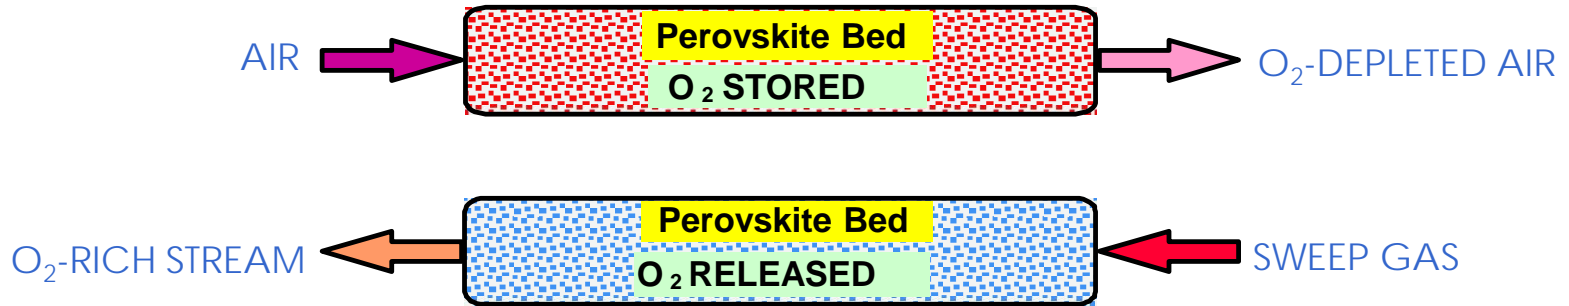 AIR
Perovskite Bed
O₂ STORED
O₂-DEPLETED AIR
Perovskite Bed
O₂ RELEASED
O₂-RICH STREAM
SWEEP GAS